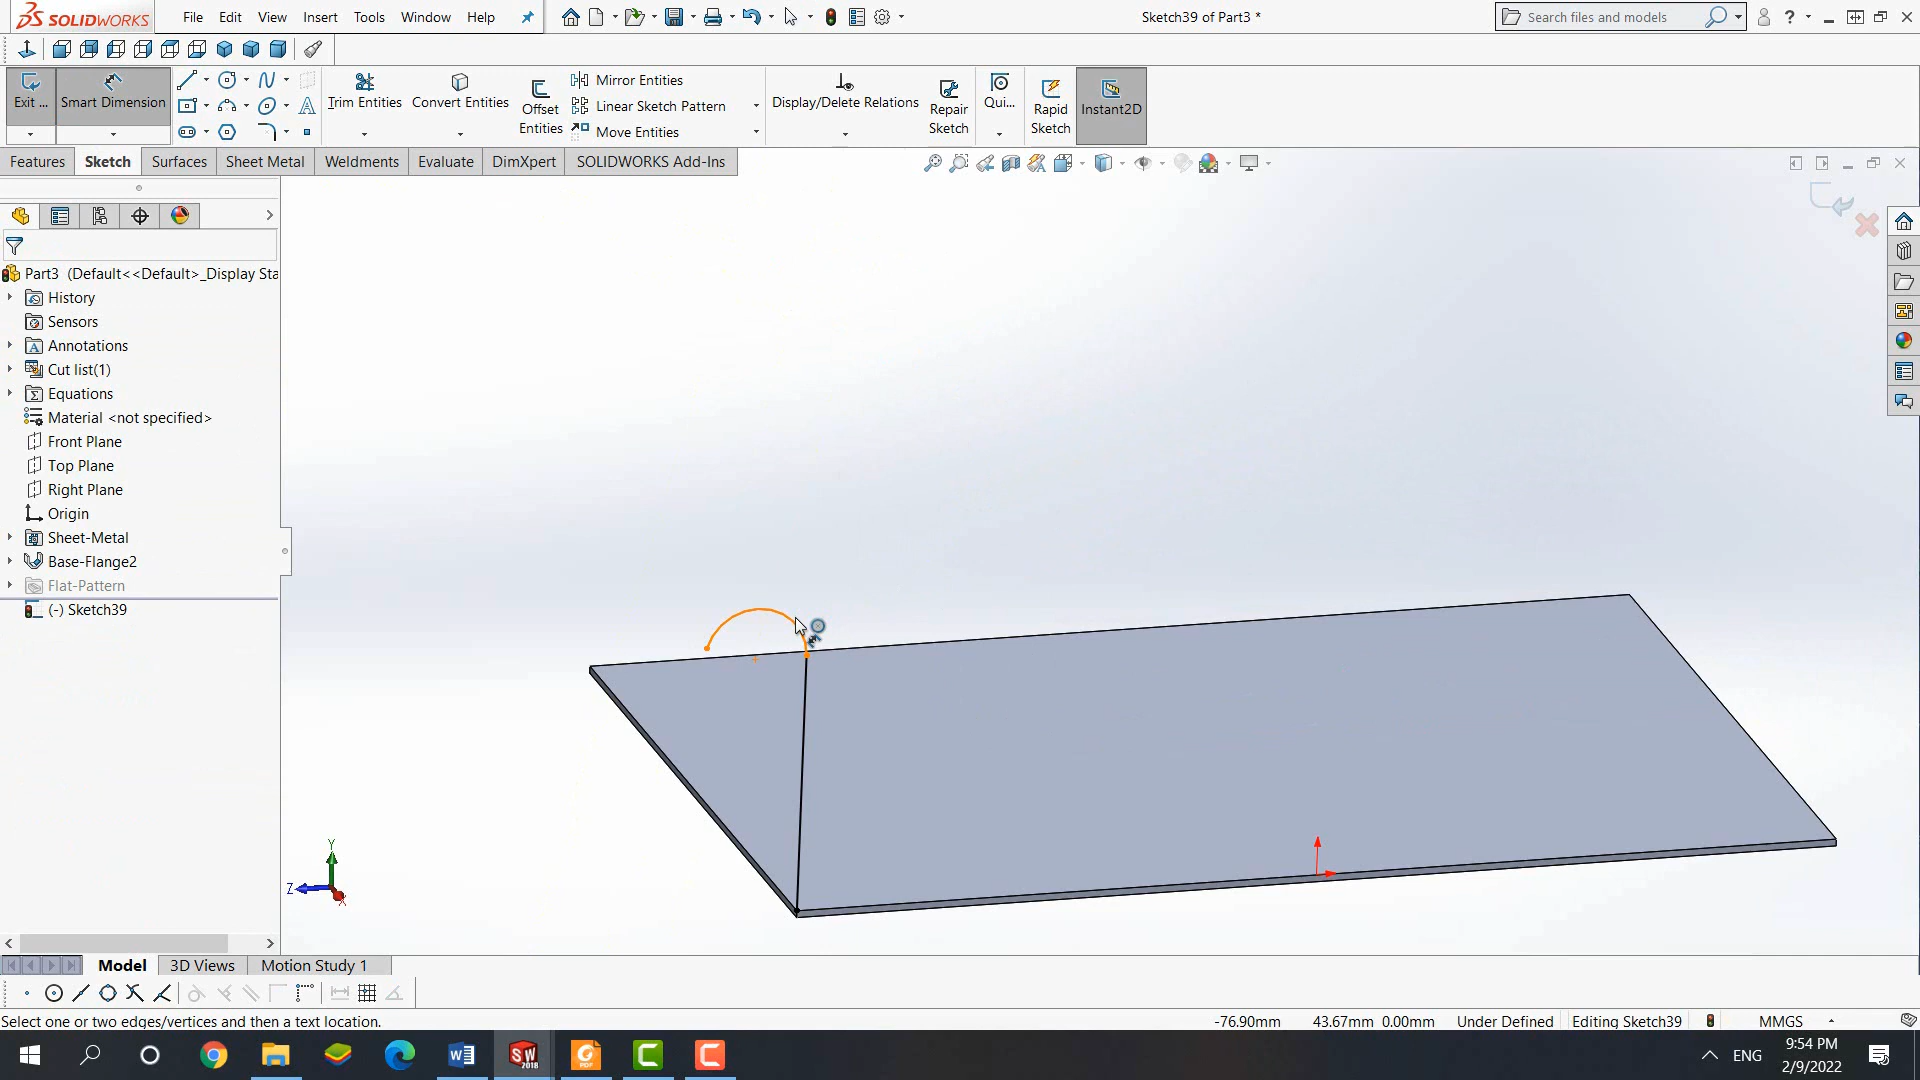 SOLIDWORKS
File Edit View Insert Tools Window Help
Sketch39 of Part3 *
Search files and models
Exit ...
Smart Dimension
Trim Entities
Convert Entities
Offset Entities
Mirror Entities
Linear Sketch Pattern
Move Entities
Display/Delete Relations
Repair Sketch
Qui...
Rapid Sketch
Instant2D
Features Sketch Surfaces Sheet Metal Weldments Evaluate DimXpert SOLIDWORKS Add-Ins
Part3 (Default<<Default>_Display Sta
History
Sensors
Annotations
Cut list(1)
Equations
Material <not specified>
Front Plane
Top Plane
Right Plane
Origin
Sheet-Metal
Base-Flange2
Flat-Pattern
(-) Sketch39
Y
Z
X
Model 3D Views Motion Study 1
Select one or two edges/vertices and then a text location.
-76.90mm 43.67mm 0.00mm Under Defined Editing Sketch39 MMGS
SW 2018
PDF
ENG
9:54 PM
2/9/2022